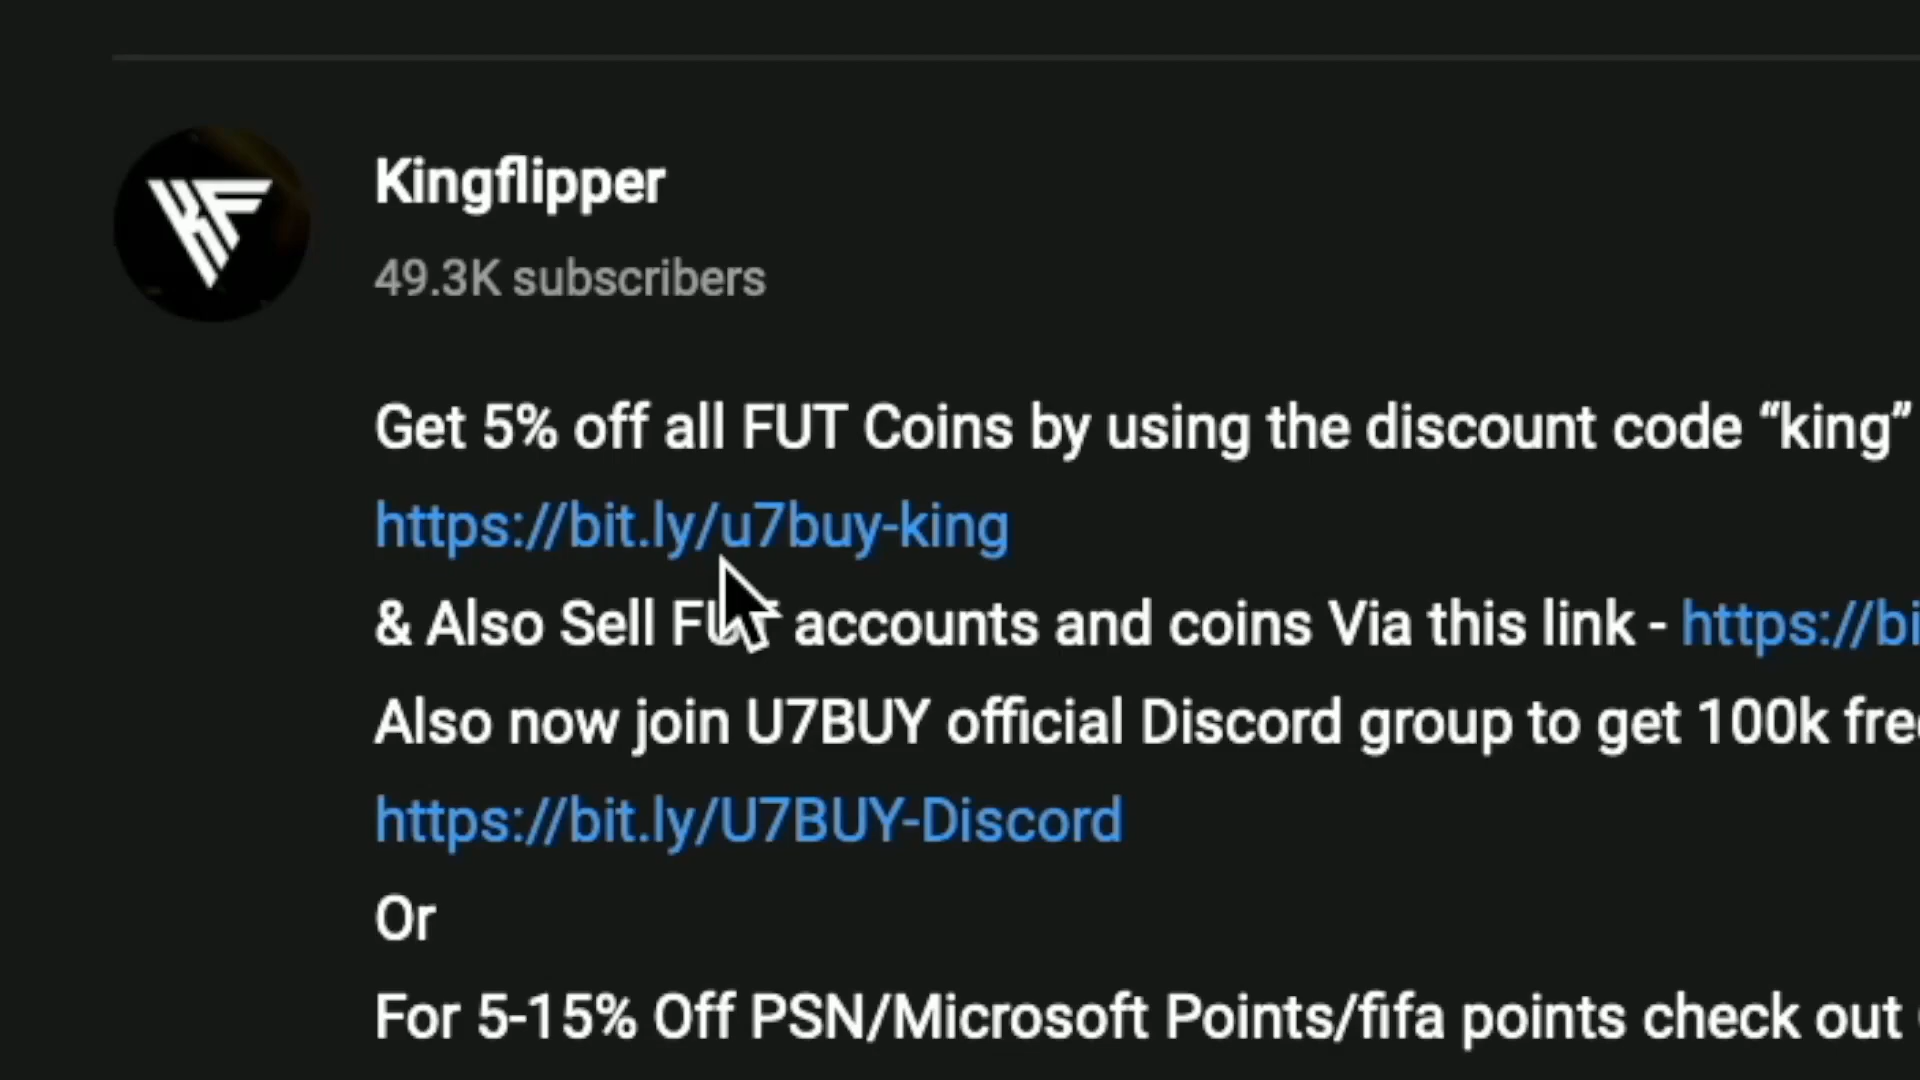 KF
Kingflipper
49.3K subscribers
Get 5% off all FUT Coins by using the discount code “king”
https://bit.ly/u7buy-king
& Also Sell FUT accounts and coins Via this link - https://bi
Also now join U7BUY official Discord group to get 100k fre
https://bit.ly/U7BUY-Discord
Or
For 5-15% Off PSN/Microsoft Points/fifa points check out